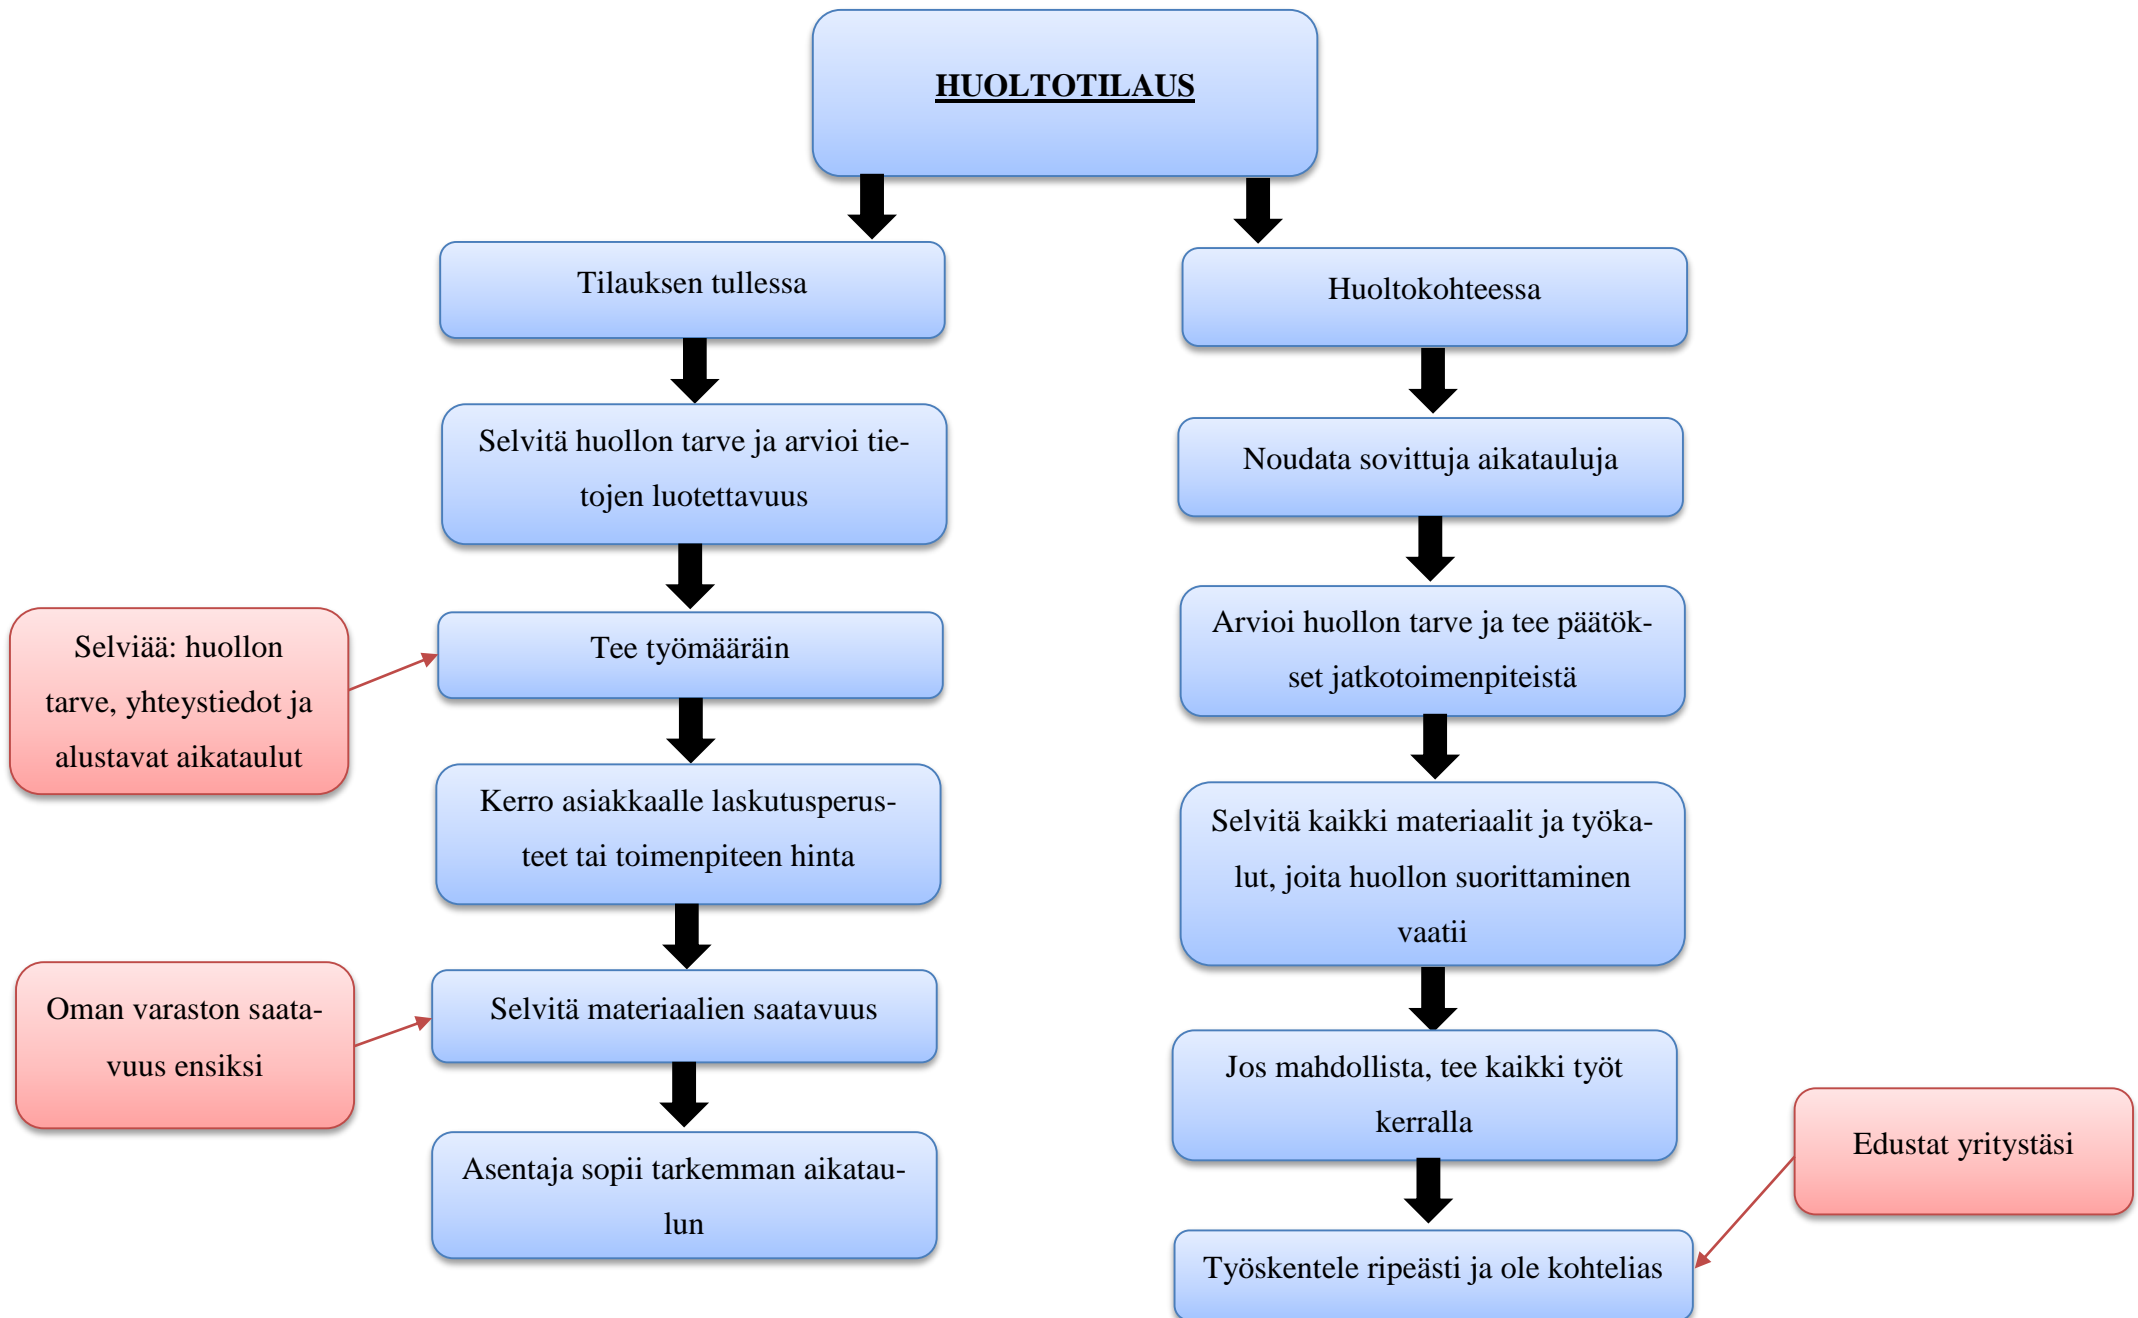 HUOLTOTILAUS
Tilauksen tullessa
Selvitä huollon tarve ja arvioi tie-
tojen luotettavuus
Selviää: huollon
tarve, yhteystiedot ja
alustavat aikataulut
Tee työmääräin
Kerro asiakkaalle laskutusperus-
teet tai toimenpiteen hinta
Oman varaston saata-
vuus ensiksi
Selvitä materiaalien saatavuus
Asentaja sopii tarkemman aikatau-
lun
Huoltokohteessa
Noudata sovittuja aikatauluja
Arvioi huollon tarve ja tee päätök-
set jatkotoimenpiteistä
Selvitä kaikki materiaalit ja työka-
lut, joita huollon suorittaminen
vaatii
Jos mahdollista, tee kaikki työt
kerralla
Edustat yritystäsi
Työskentele ripeästi ja ole kohtelias